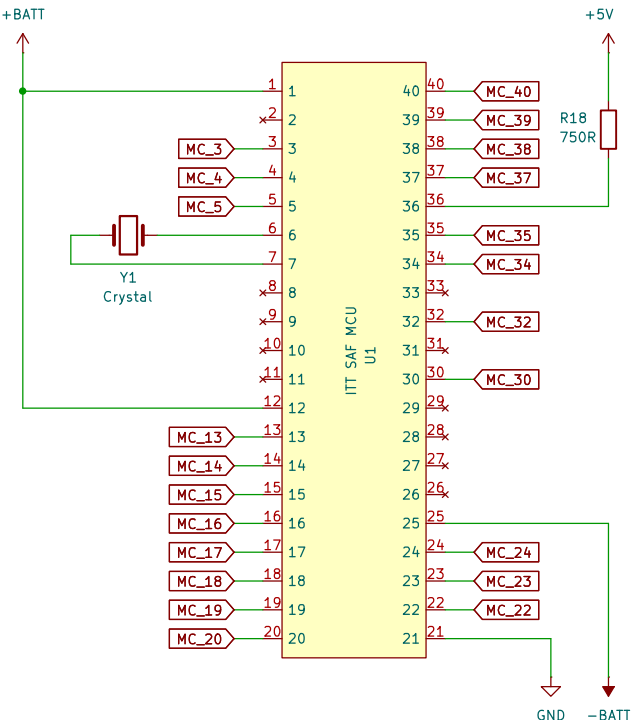 +BATT
+5V
1 1 40 40 MC_40
2 2 39 39 MC_39
R18
750R
MC_3 3 3 38 38 MC_38
MC_4 4 4 37 37 MC_37
MC_5 5 5 36 36
6 6 35 35 MC_35
7 7 34 34 MC_34
Y1
Crystal
8 8 33 33
9 9 32 32 MC_32
10 10 31 31
11 11 30 30 MC_30
ITT SAF MCU
U1
12 12 29 29
MC_13 13 13 28 28
MC_14 14 14 27 27
MC_15 15 15 26 26
MC_16 16 16 25 25
MC_17 17 17 24 24 MC_24
MC_18 18 18 23 23 MC_23
MC_19 19 19 22 22 MC_22
MC_20 20 20 21 21
GND
-BATT